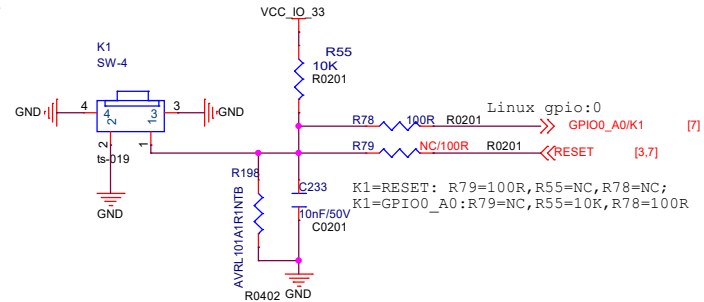 VCC_IO_33
K1
SW-4
R55
10K
R0201
GND
4
4
2
13
3
GND
2
1
ts-019
GND
R78
100R
R0201
Linux gpio:0
GPIO0_A0/K1
[7]
R79
NC/100R
R0201
RESET
[3,7]
R198
AVRL101A1R1NTB
R0402
C233
10nF/50V
C0201
GND
K1=RESET: R79=100R,R55=NC,R78=NC;
K1=GPIO0_A0:R79=NC,R55=10K,R78=100R